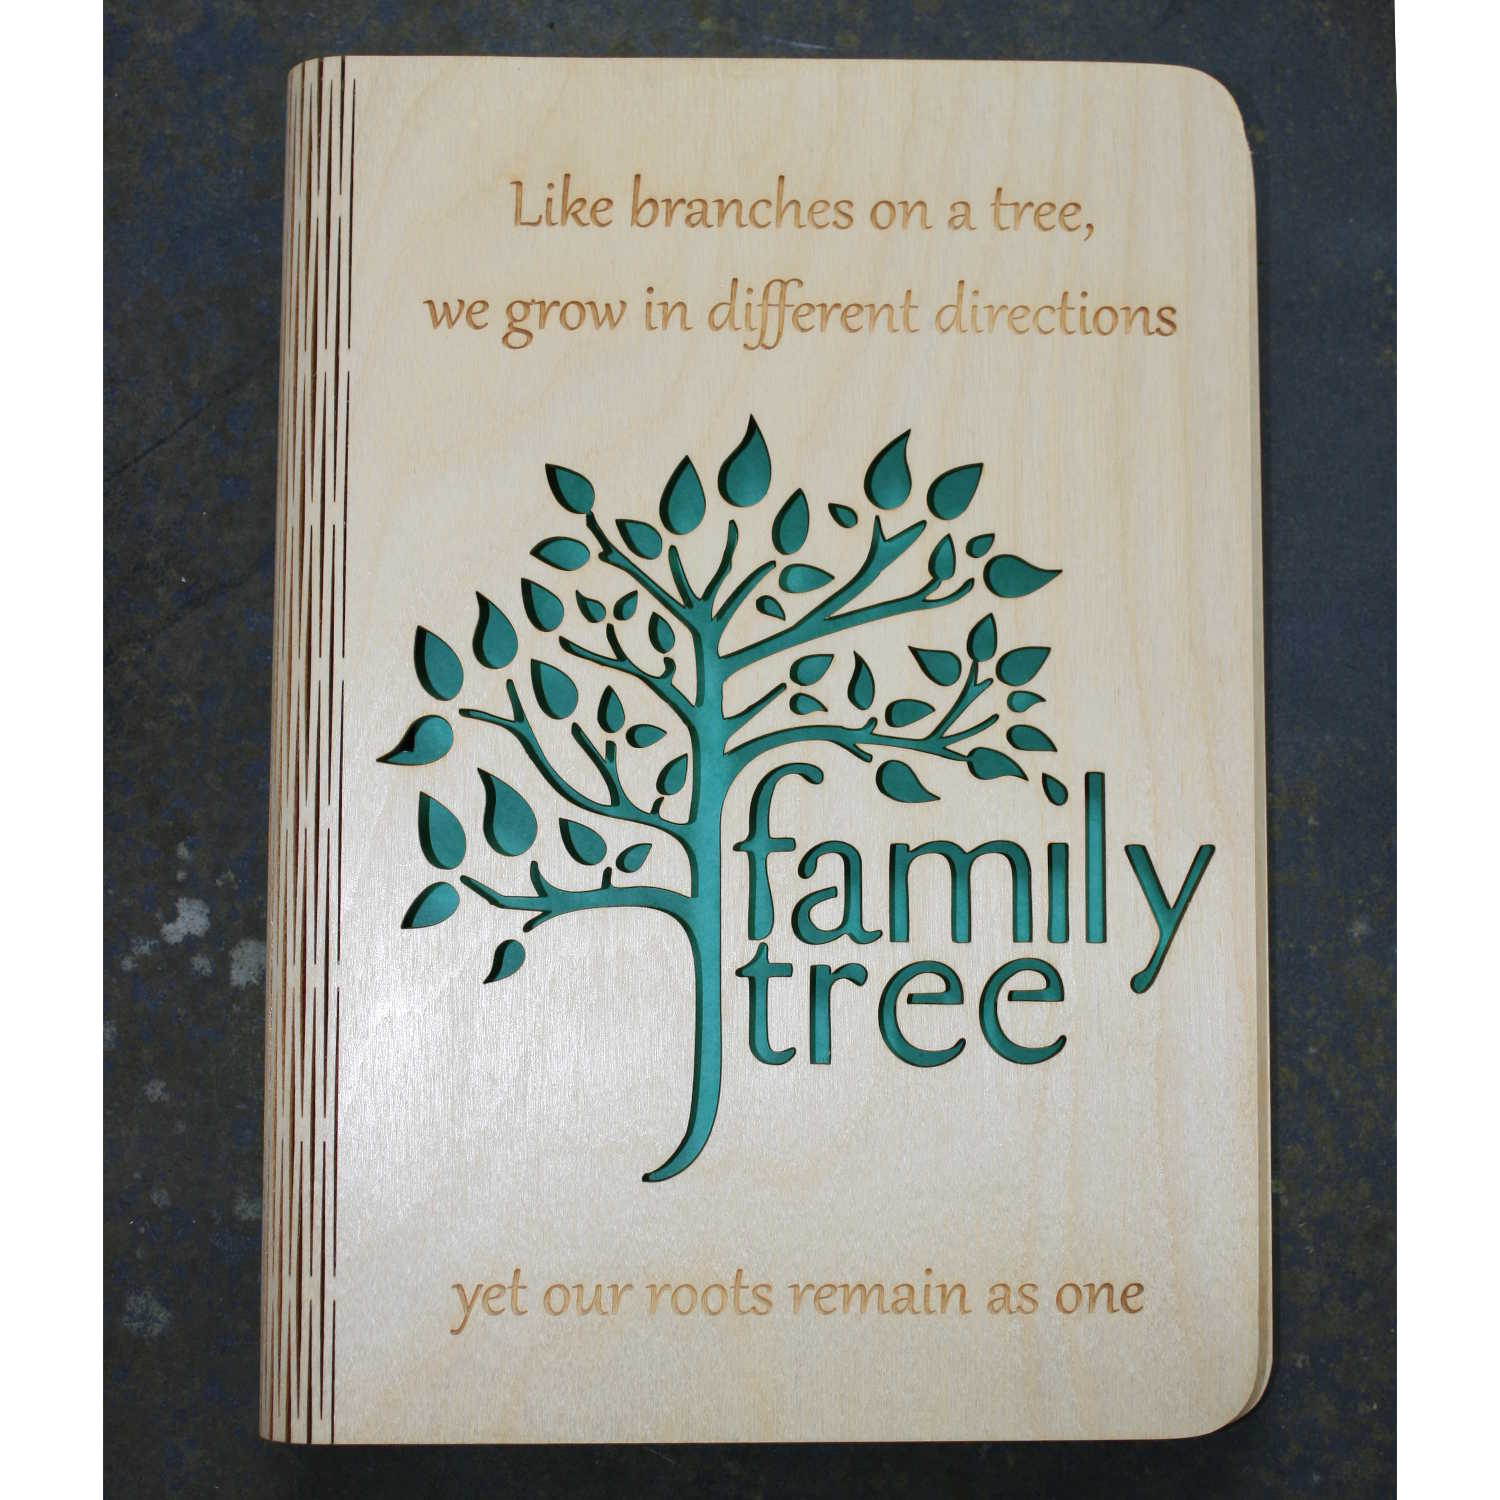 Like branches on a tree,
we grow in different directions
family
tree
yet our roots remain as one